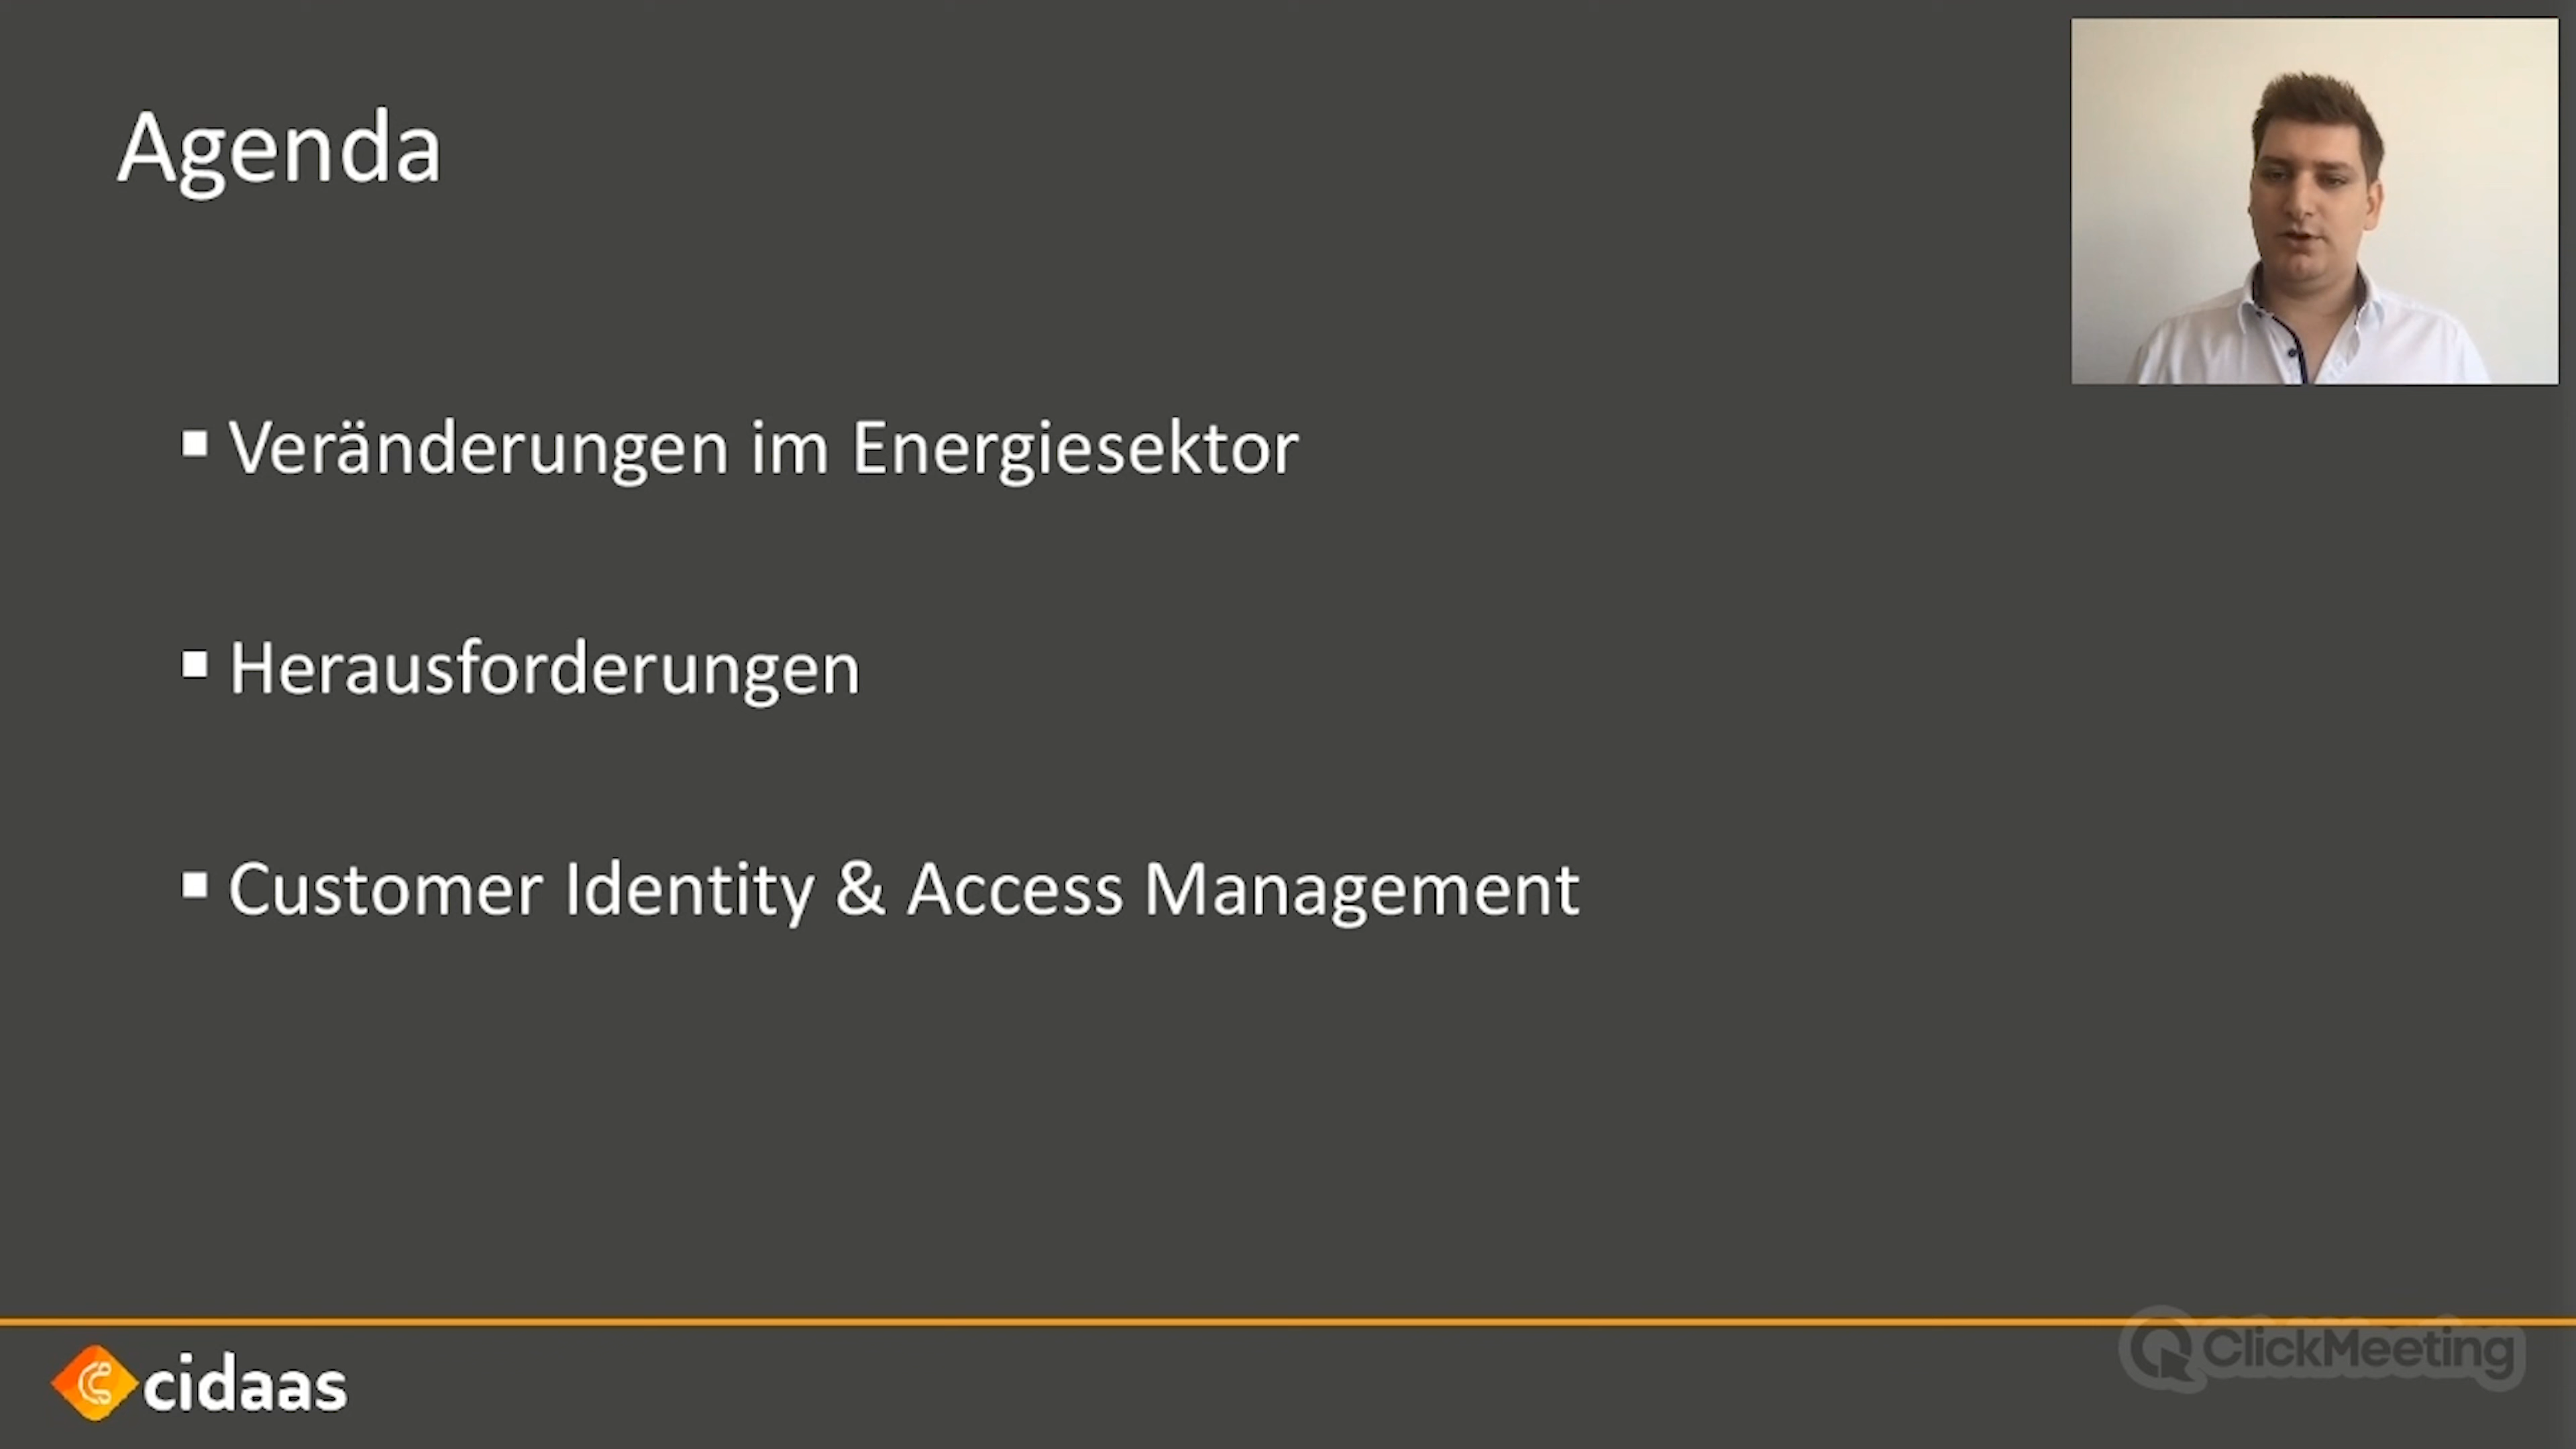 Agenda
▪ Veränderungen im Energiesektor
▪ Herausforderungen
▪ Customer Identity & Access Management
cidaas
ClickMeeting